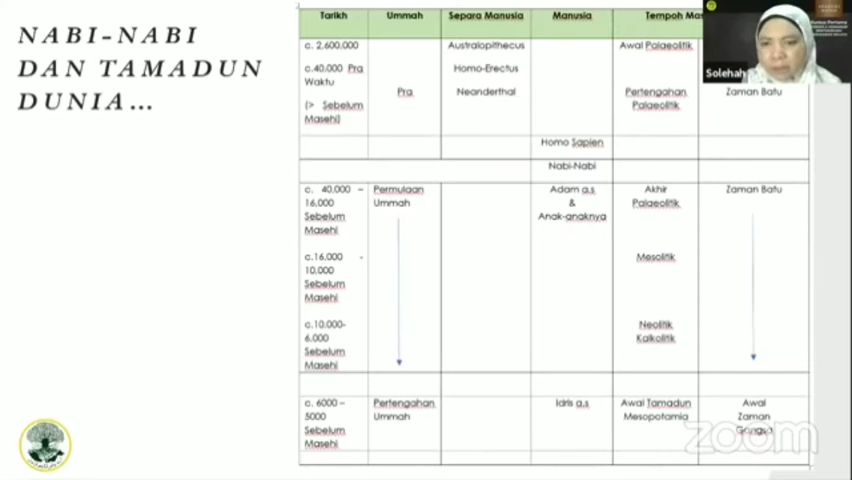 NABI-NABI
DAN TAMADUN
DUNIA...
Tarikh
Ummah
Separa Manusia
Manusia
Tempoh
c. 2,600,000
c.40,000 Pra
Waktu
(> Sebelum
Masehi)
Pra
Australopithecus
Homo-Erectus
Neanderthal
Awal Palaeolitik
Pertengahan
Palaeolitik
Zaman Batu
Homo Sapien
Nabi-Nabi
c. 40,000 –
16,000
Sebelum
Masehi
Permulaan
Ummah
Adam a.s
&
Anak-anaknya
Akhir
Palaeolitik
Zaman Batu
c.16,000 -
10,000
Sebelum
Masehi
Mesolitik
c.10,000-
6,000
Sebelum
Masehi
Neolitik
Kalkolitik
c. 6000 –
5000
Sebelum
Masehi
Pertengahan
Ummah
Idris a.s
Awal Tamadun
Mesopotamia
Awal
Zaman
Gangsa
Solehah
zoom